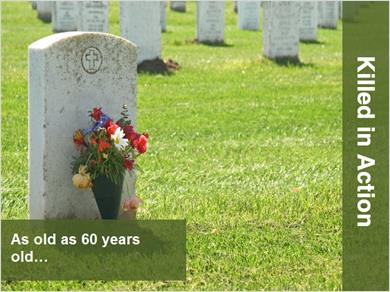 Killed in Action
As old as 60 years
old…